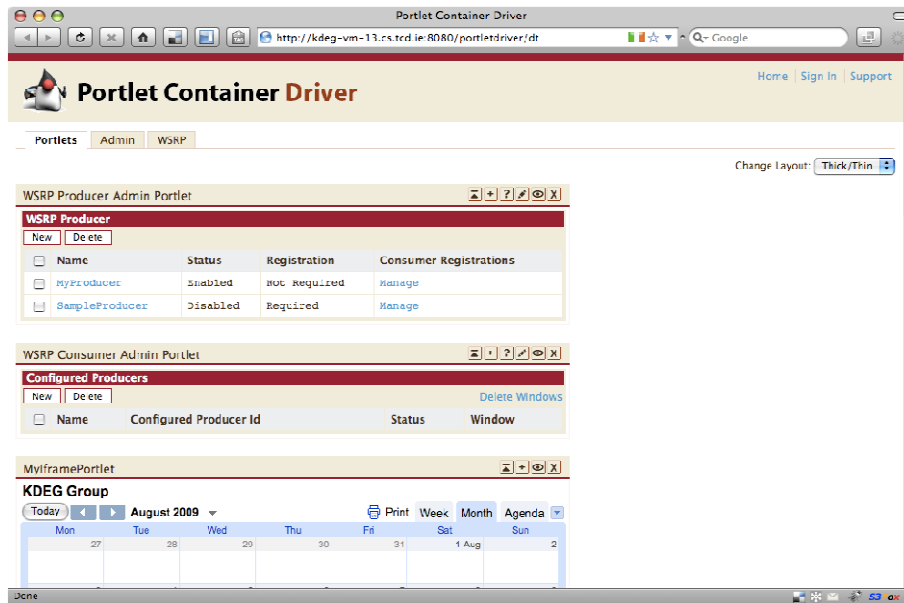 Portlet Container Driver
http://kdeg-vm-13.cs.tcd.ie:8080/portletdriver/dt
Google
Home | Sign In | Support
Portlet Container Driver
Portlets Admin WSRP
Change Layout: Thick/Thin
WSRP Producer Admin Portlet
WSRP Producer
New Delete
Name Status Registration Consumer Registrations
MyProducer Enabled Not Required Manage
SampleProducer Disabled Required Manage
WSRP Consumer Admin Portlet
Configured Producers
New Delete Delete Windows
Name Configured Producer Id Status Window
MyIframePortlet
KDEG Group
Today August 2009 Print Week Month Agenda
Mon Tue Wed Thu Fri Sat Sun
27 28 29 30 31 1 Aug 2
Done